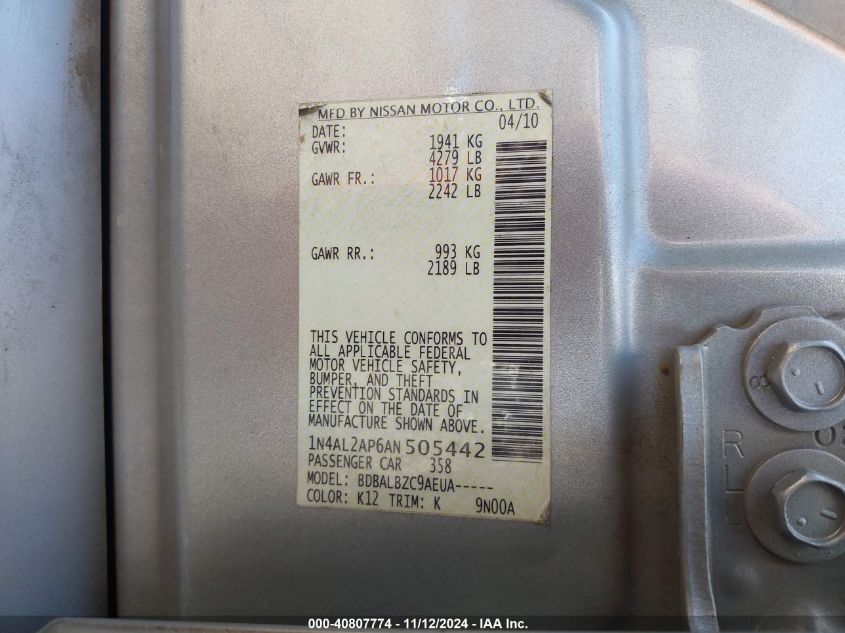 MFD BY NISSAN MOTOR CO., LTD.
DATE: 04/10
GVWR: 1941 KG
4279 LB
GAWR FR.: 1017 KG
2242 LB
GAWR RR.: 993 KG
2189 LB
THIS VEHICLE CONFORMS TO
ALL APPLICABLE FEDERAL
MOTOR VEHICLE SAFETY,
BUMPER, AND THEFT
PREVENTION STANDARDS IN
EFFECT ON THE DATE OF
MANUFACTURE SHOWN ABOVE.
1N4AL2AP6AN 505442
PASSENGER CAR 358
MODEL: BDBALBZC9AEUA-----
COLOR: K12 TRIM: K 9N00A
8
R
L
000-40807774 - 11/12/2024 - IAA Inc.